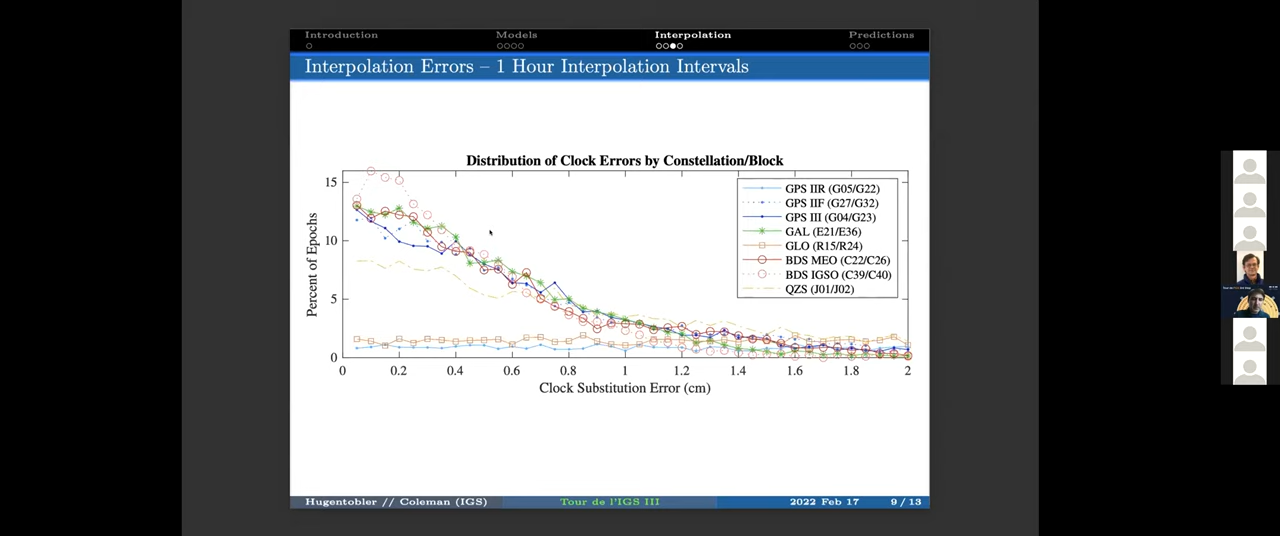 Introduction Models Interpolation Predictions
Interpolation Errors – 1 Hour Interpolation Intervals
Distribution of Clock Errors by Constellation/Block
15
10
5
0
Percent of Epochs
GPS IIR (G05/G22)
GPS IIF (G27/G32)
GPS III (G04/G23)
GAL (E21/E36)
GLO (R15/R24)
BDS MEO (C22/C26)
BDS IGSO (C39/C40)
QZS (J01/J02)
0 0.2 0.4 0.6 0.8 1 1.2 1.4 1.6 1.8 2
Clock Substitution Error (cm)
Hugentobler // Coleman (IGS) Tour de l'IGS III 2022 Feb 17 9 / 13